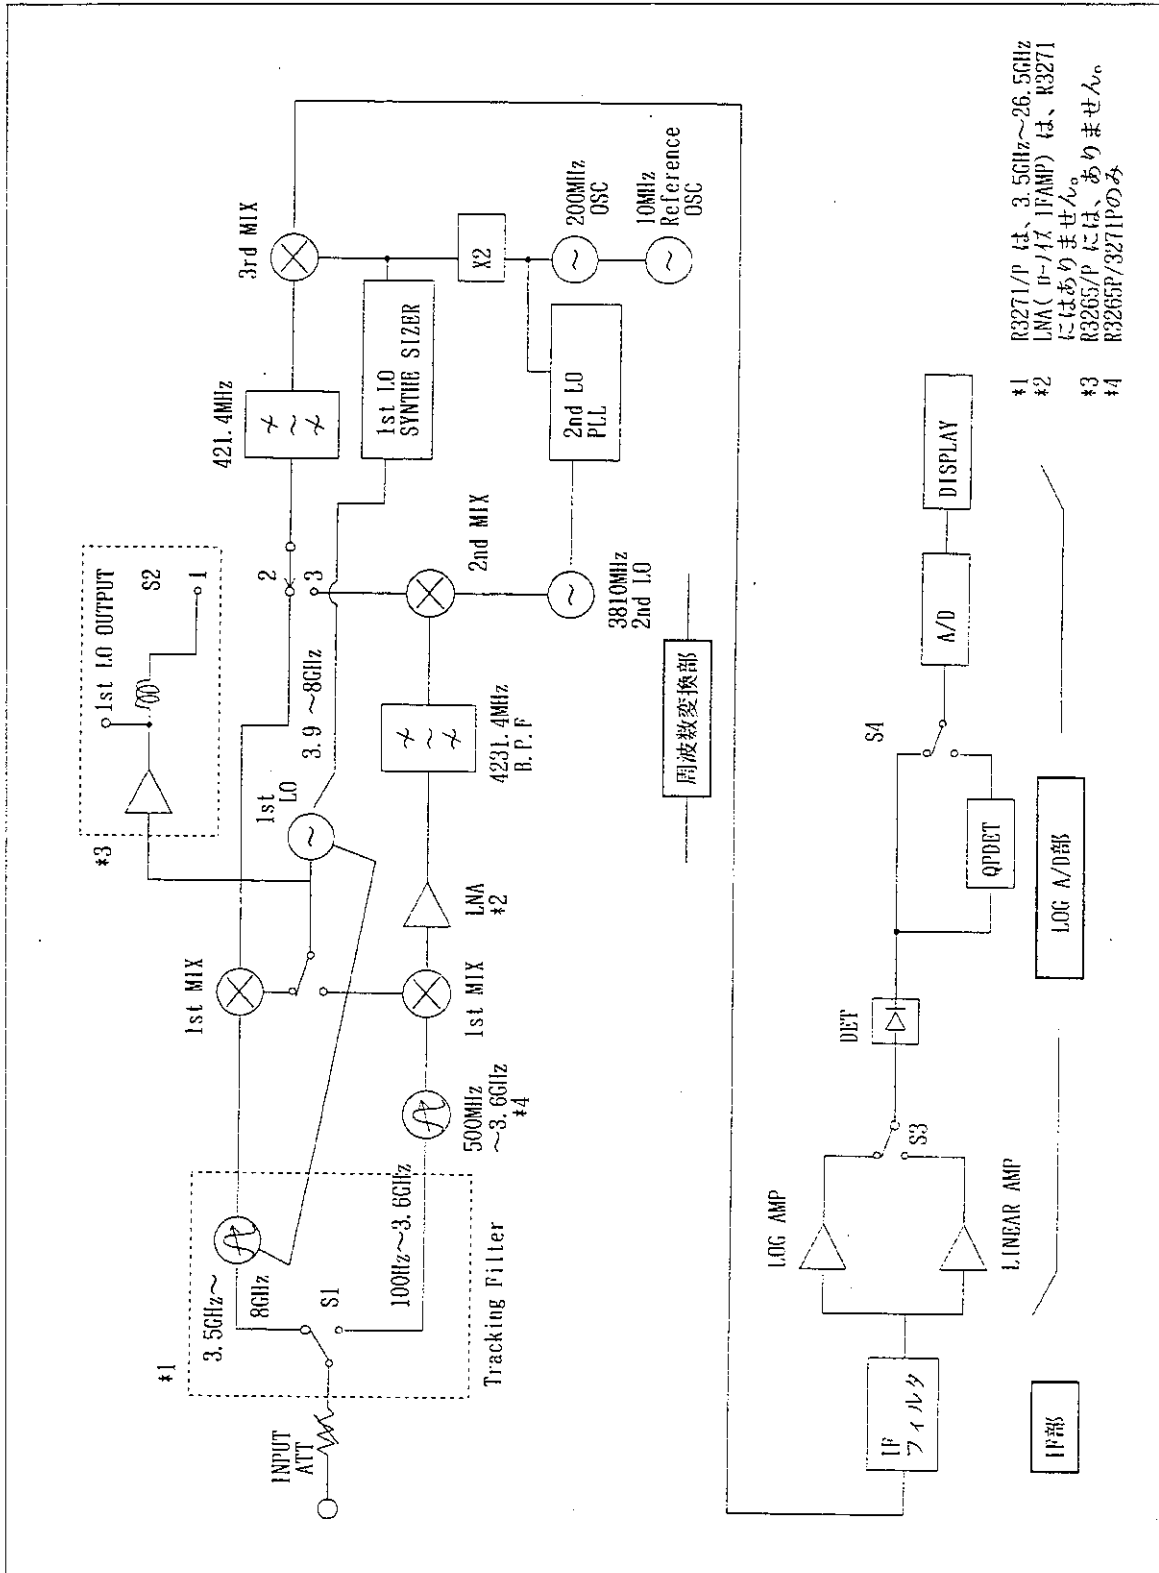 INPUT
ATT
*1
3.5GHz～
8GHz
S1
100Hz～3.6GHz
Tracking Filter
500MHz
～3.6GHz
*4
1st MIX
1st MIX
LNA
*2
*3
1st LO OUTPUT
S2
1
1st
LO
3.9 ～8GHz
2
3
4231.4MHz
B.P.F
2nd MIX
3810MHz
2nd LO
421.4MHz
1st LO
SYNTHE SIZER
2nd LO
PLL
3rd MIX
X2
200MHz
OSC
10MHz
Reference
OSC
周波数変換部
IF
フィルタ
LOG AMP
LINEAR AMP
S3
DET
QPDET
S4
A/D
DISPLAY
IF部
LOG A/D部
*1 R3271/P は、3.5GHz～26.5GHz
*2 LNA(ローノイズ IFAMP) は、R3271
にはありません。
*3 R3265/P には、ありません。
*4 R3265P/3271Pのみ